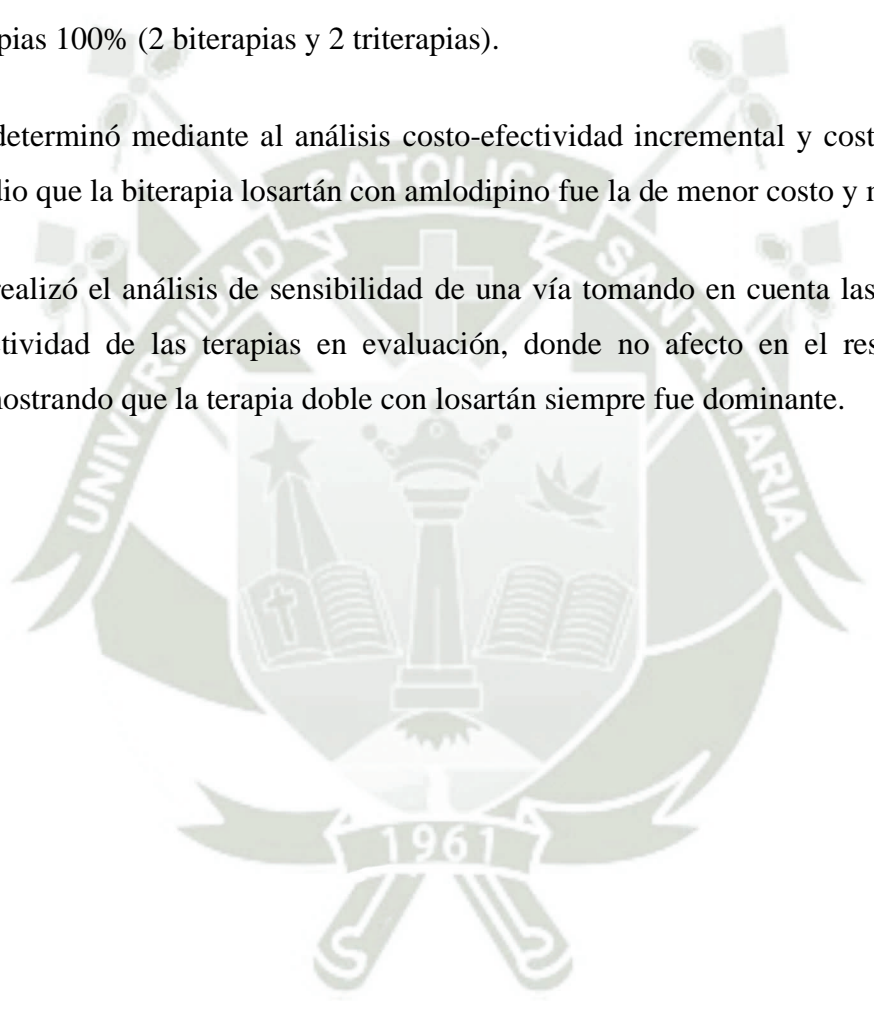 pias 100% (2 biterapias y 2 triterapias).
determinó mediante al análisis costo-efectividad incremental y cost
dio que la biterapia losartán con amlodipino fue la de menor costo y
realizó el análisis de sensibilidad de una vía tomando en cuenta las
tividad de las terapias en evaluación, donde no afecto en el res
mostrando que la terapia doble con losartán siempre fue dominante.
UNIVERSIDAD CATOLICA SANTA MARIA
1961